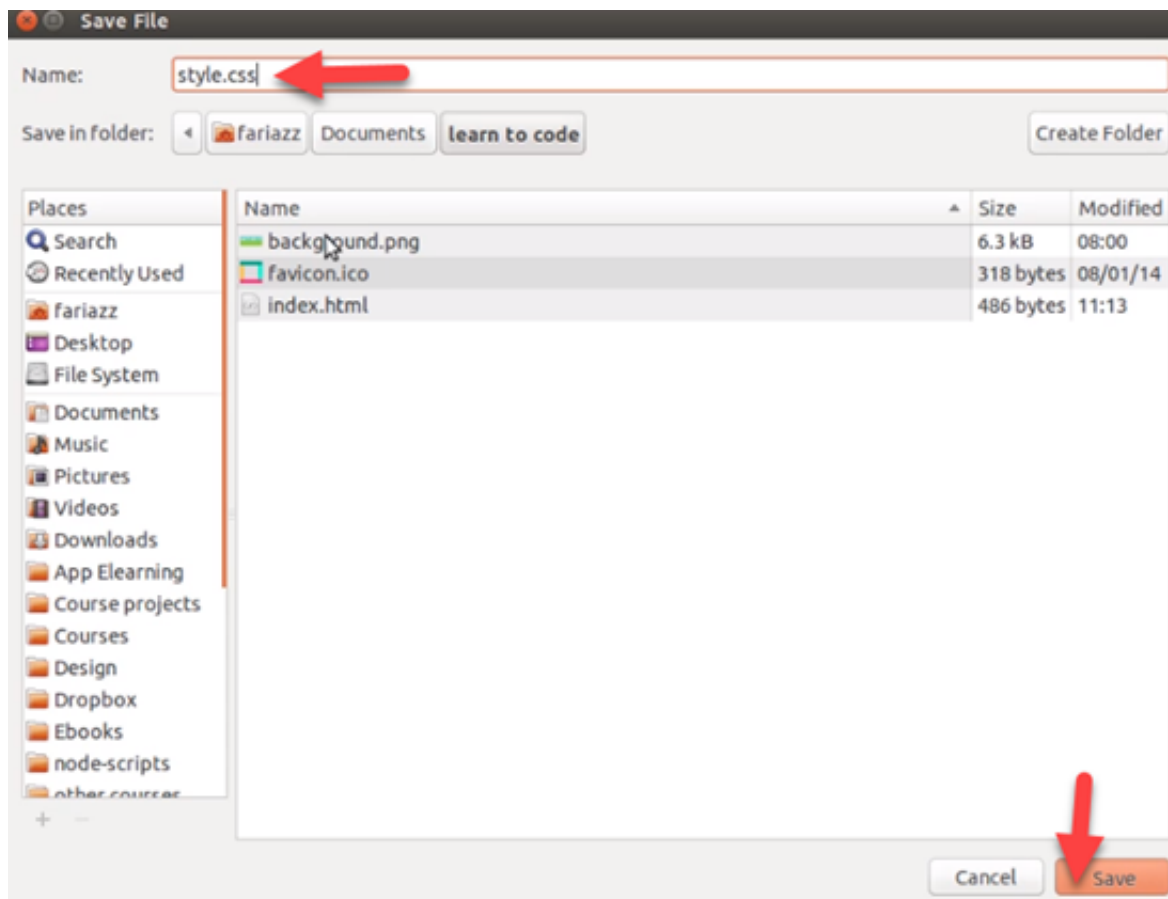 Save File
Name: style.css
Save in folder: fariazz Documents learn to code Create Folder
Places Name Size Modified
Search background.png 6.3 kB 08:00
Recently Used favicon.ico 318 bytes 08/01/14
fariazz index.html 486 bytes 11:13
Desktop
File System
Documents
Music
Pictures
Videos
Downloads
App Elearning
Course projects
Courses
Design
Dropbox
Ebooks
node-scripts
other courses
Cancel Save